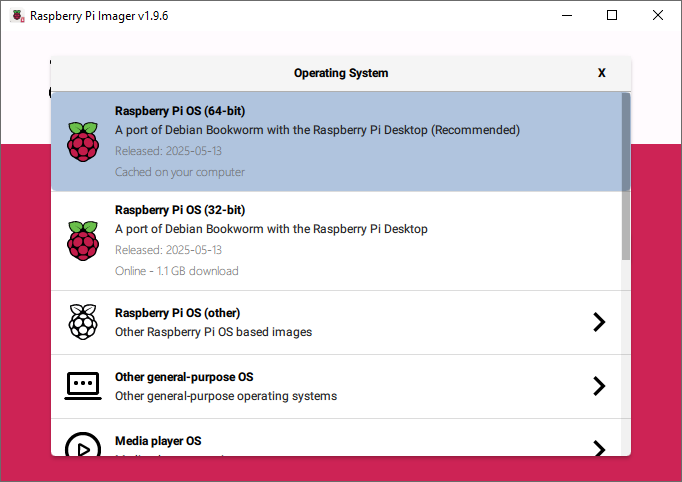 Raspberry Pi Imager v1.9.6
Operating System
X
Raspberry Pi OS (64-bit)
A port of Debian Bookworm with the Raspberry Pi Desktop (Recommended)
Released: 2025-05-13
Cached on your computer
Raspberry Pi OS (32-bit)
A port of Debian Bookworm with the Raspberry Pi Desktop
Released: 2025-05-13
Online - 1.1 GB download
Raspberry Pi OS (other)
Other Raspberry Pi OS based images
Other general-purpose OS
Other general-purpose operating systems
Media player OS